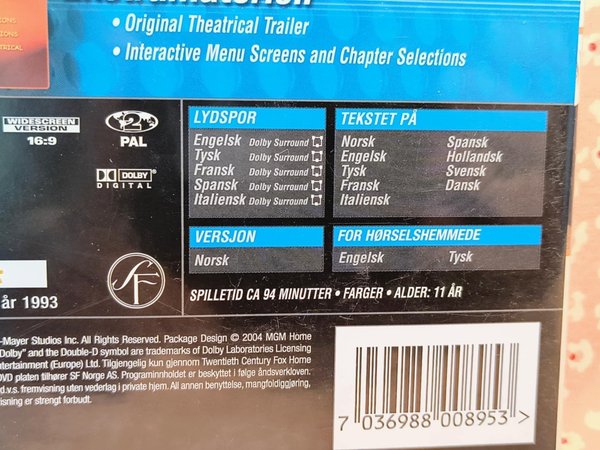 • Original Theatrical Trailer
• Interactive Menu Screens and Chapter Selections
IONS
CTIONS
TRICAL
WIDESCREEN
VERSION
16:9
2
PAL
DOLBY
DIGITAL
LYDSPOR
Engelsk Dolby Surround
Tysk Dolby Surround
Fransk Dolby Surround
Spansk Dolby Surround
Italiensk Dolby Surround
TEKSTET PÅ
Norsk Spansk
Engelsk Hollandsk
Tysk Svensk
Fransk Dansk
Italiensk
VERSJON
Norsk
FOR HØRSELSHEMMEDE
Engelsk Tysk
SF
år 1993
SPILLETID CA 94 MINUTTER • FARGER • ALDER: 11 ÅR
-Mayer Studios Inc. All Rights Reserved. Package Design © 2004 MGM Home
Dolby" and the Double-D symbol are trademarks of Dolby Laboratories Licensing
ntertainment (Europe) Ltd. Tilgjengelig kun gjennom Twentieth Century Fox Home
DVD platen tilhører SF Norge AS. Programinnholdet er beskyttet i følge åndsverkloven.
d.v.s. fremvisning uten vederlag i private hjem. All annen benyttelse, mangfoldiggjøring,
nvisning er strengt forbudt.
7 036988 008953 >